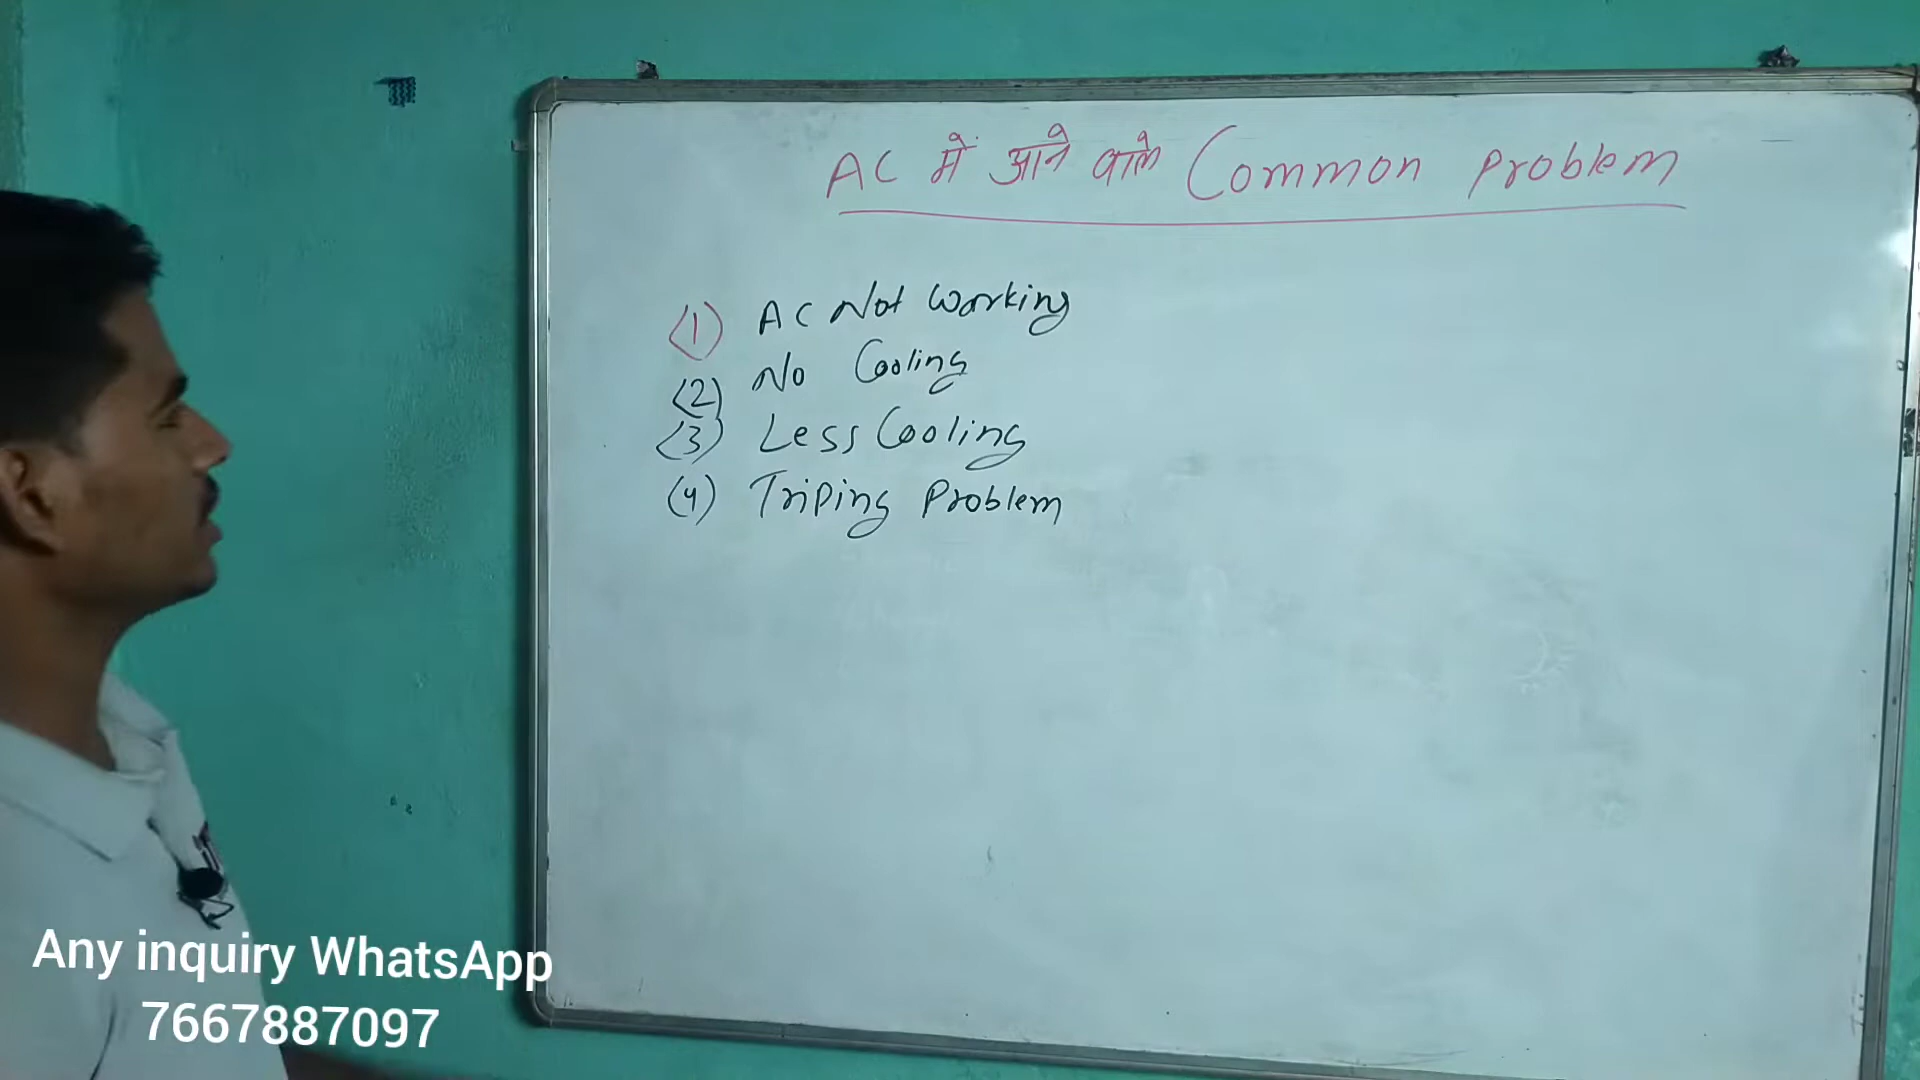 AC मे आने वाले Common Problem
(1) AC Not Working
(2) No Cooling
(3) Less Cooling
(4) Triping Problem
Any inquiry WhatsApp
7667887097